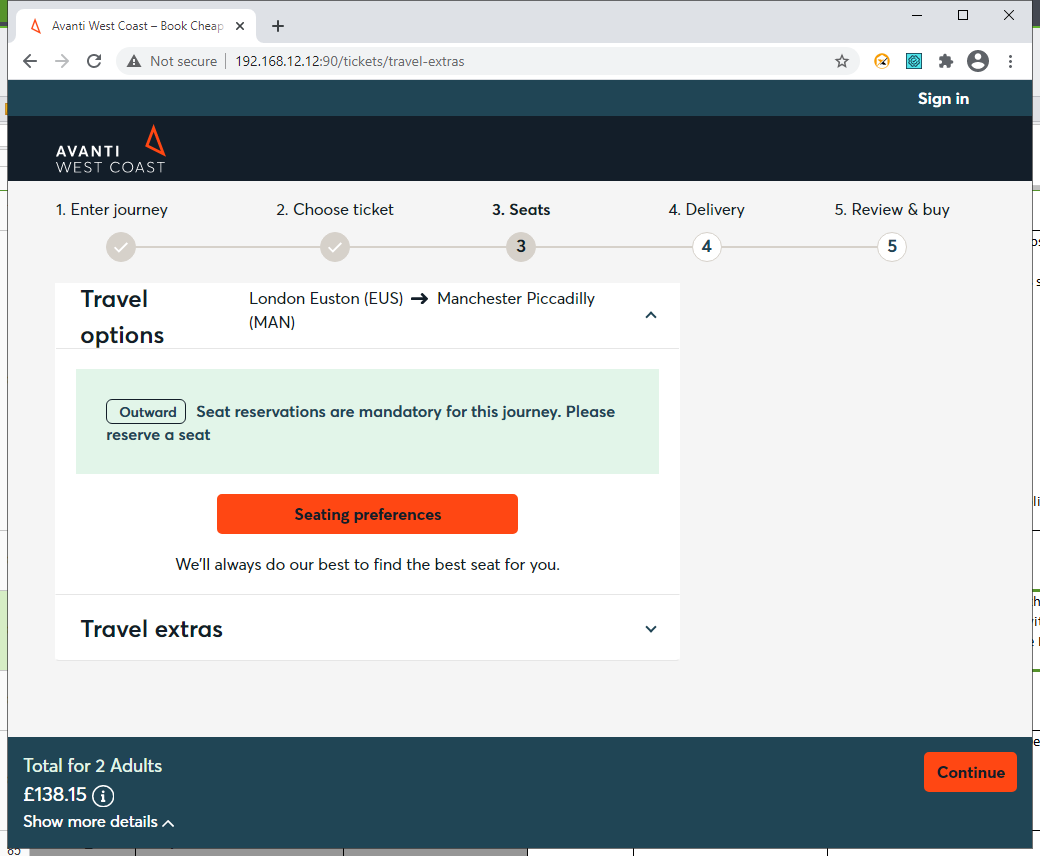 Avanti West Coast – Book Cheap
Not secure
192.168.12.12:90/tickets/travel-extras
Sign in
AVANTI
WEST COAST
1. Enter journey
2. Choose ticket
3. Seats
4. Delivery
5. Review & buy
3
4
5
Travel
options
London Euston (EUS) ➔ Manchester Piccadilly
(MAN)
Outward Seat reservations are mandatory for this journey. Please
reserve a seat
Seating preferences
We'll always do our best to find the best seat for you.
Travel extras
Total for 2 Adults
£138.15
Show more details
Continue